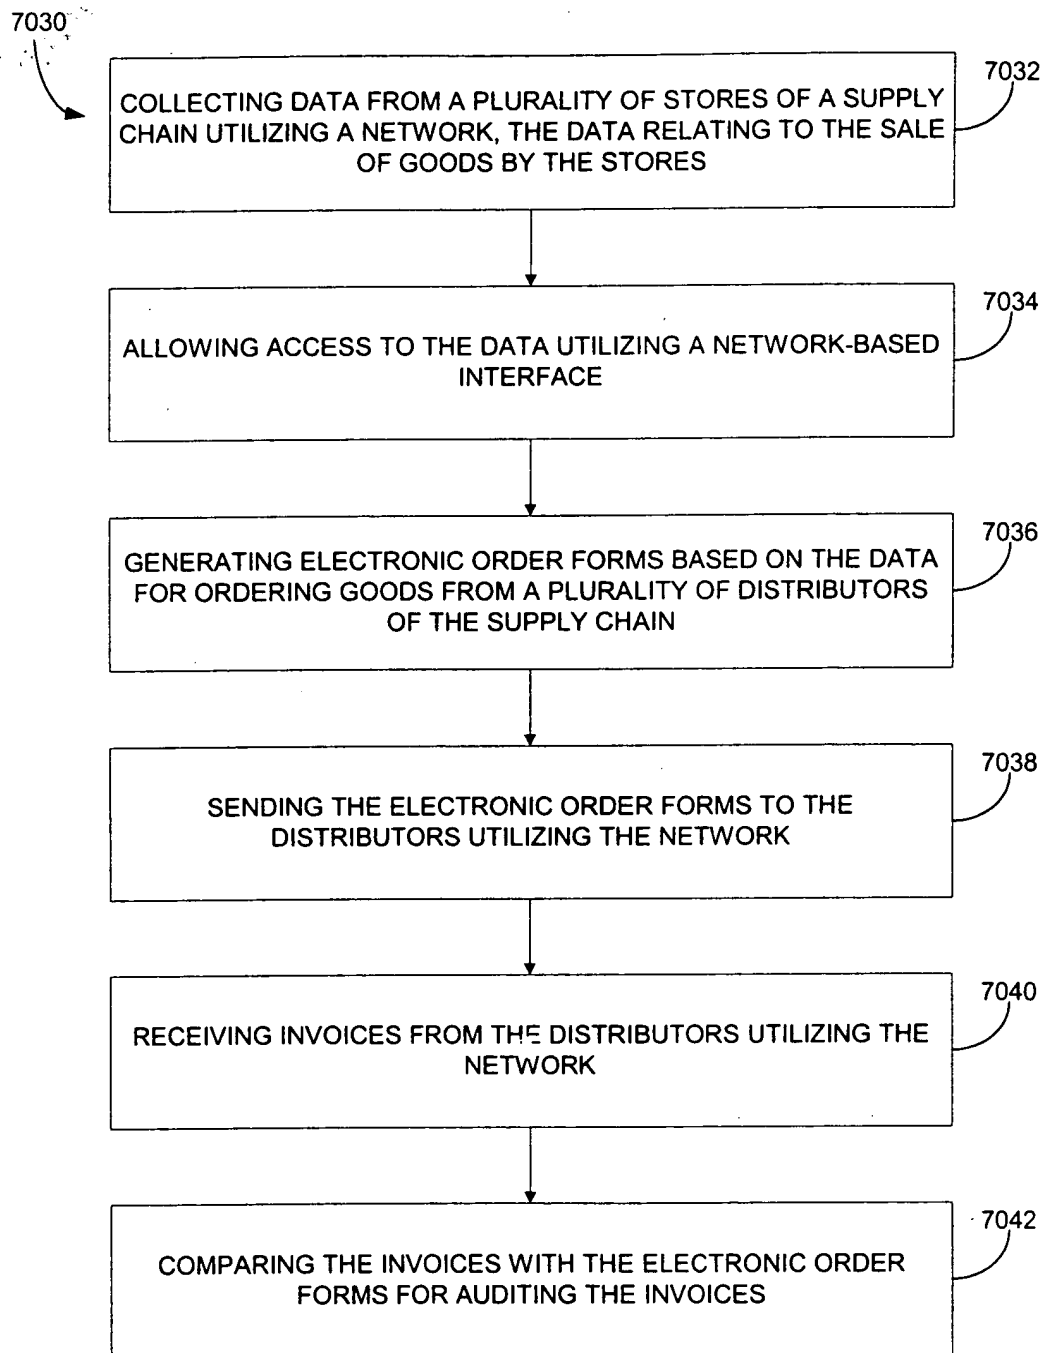 7030
7032
COLLECTING DATA FROM A PLURALITY OF STORES OF A SUPPLY
CHAIN UTILIZING A NETWORK, THE DATA RELATING TO THE SALE
OF GOODS BY THE STORES
7034
ALLOWING ACCESS TO THE DATA UTILIZING A NETWORK-BASED
INTERFACE
7036
GENERATING ELECTRONIC ORDER FORMS BASED ON THE DATA
FOR ORDERING GOODS FROM A PLURALITY OF DISTRIBUTORS
OF THE SUPPLY CHAIN
7038
SENDING THE ELECTRONIC ORDER FORMS TO THE
DISTRIBUTORS UTILIZING THE NETWORK
7040
RECEIVING INVOICES FROM THE DISTRIBUTORS UTILIZING THE
NETWORK
7042
COMPARING THE INVOICES WITH THE ELECTRONIC ORDER
FORMS FOR AUDITING THE INVOICES